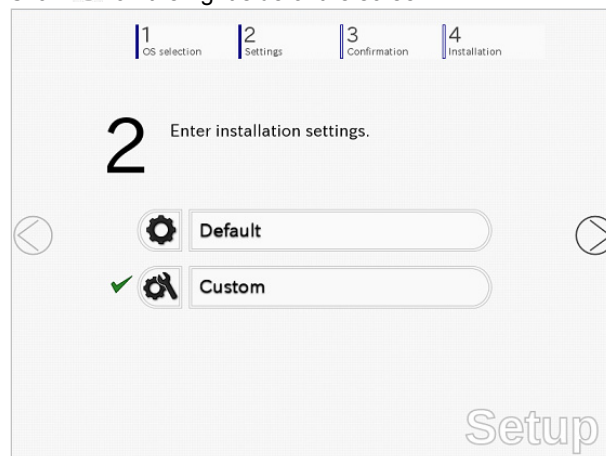 1
OS selection
2
Settings
3
Confirmation
4
Installation
2
Enter installation settings.
Default
Custom
Setup